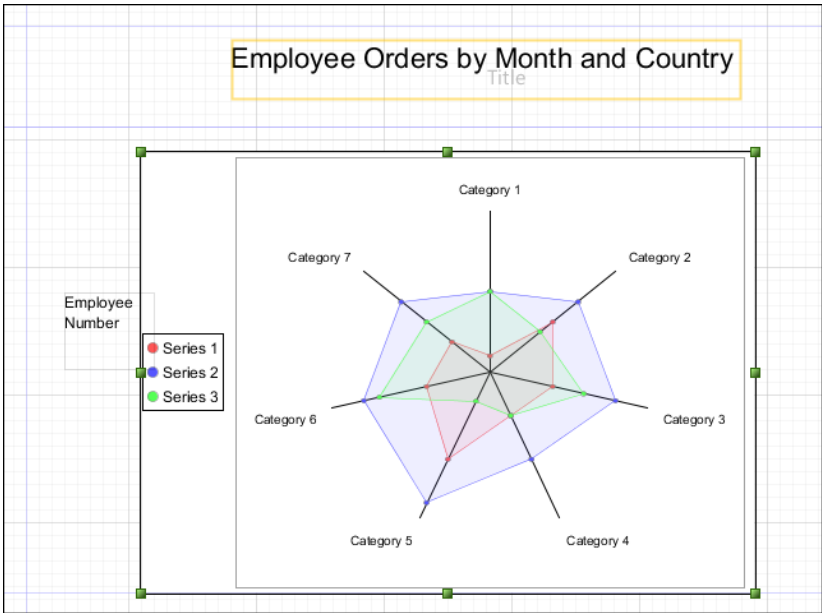 Employee Orders by Month and Country
Title
Category 1
Category 7
Category 2
Employee
Number
Series 1
Series 2
Series 3
Category 6
Category 3
Category 5
Category 4